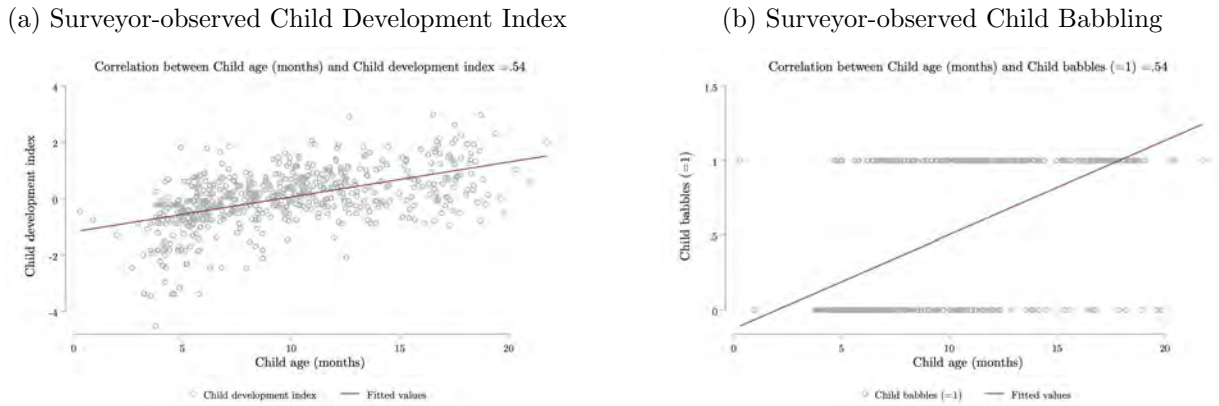 (a) Surveyor-observed Child Development Index
Correlation between Child age (months) and Child development index =.54
4
2
0
-2
-4
Child development index
0 5 10 15 20
Child age (months)
Child development index Fitted values
(b) Surveyor-observed Child Babbling
Correlation between Child age (months) and Child babbles (=1) =.54
1.5
1
.5
0
Child babbles (=1)
0 5 10 15 20
Child age (months)
Child babbles (=1) Fitted values